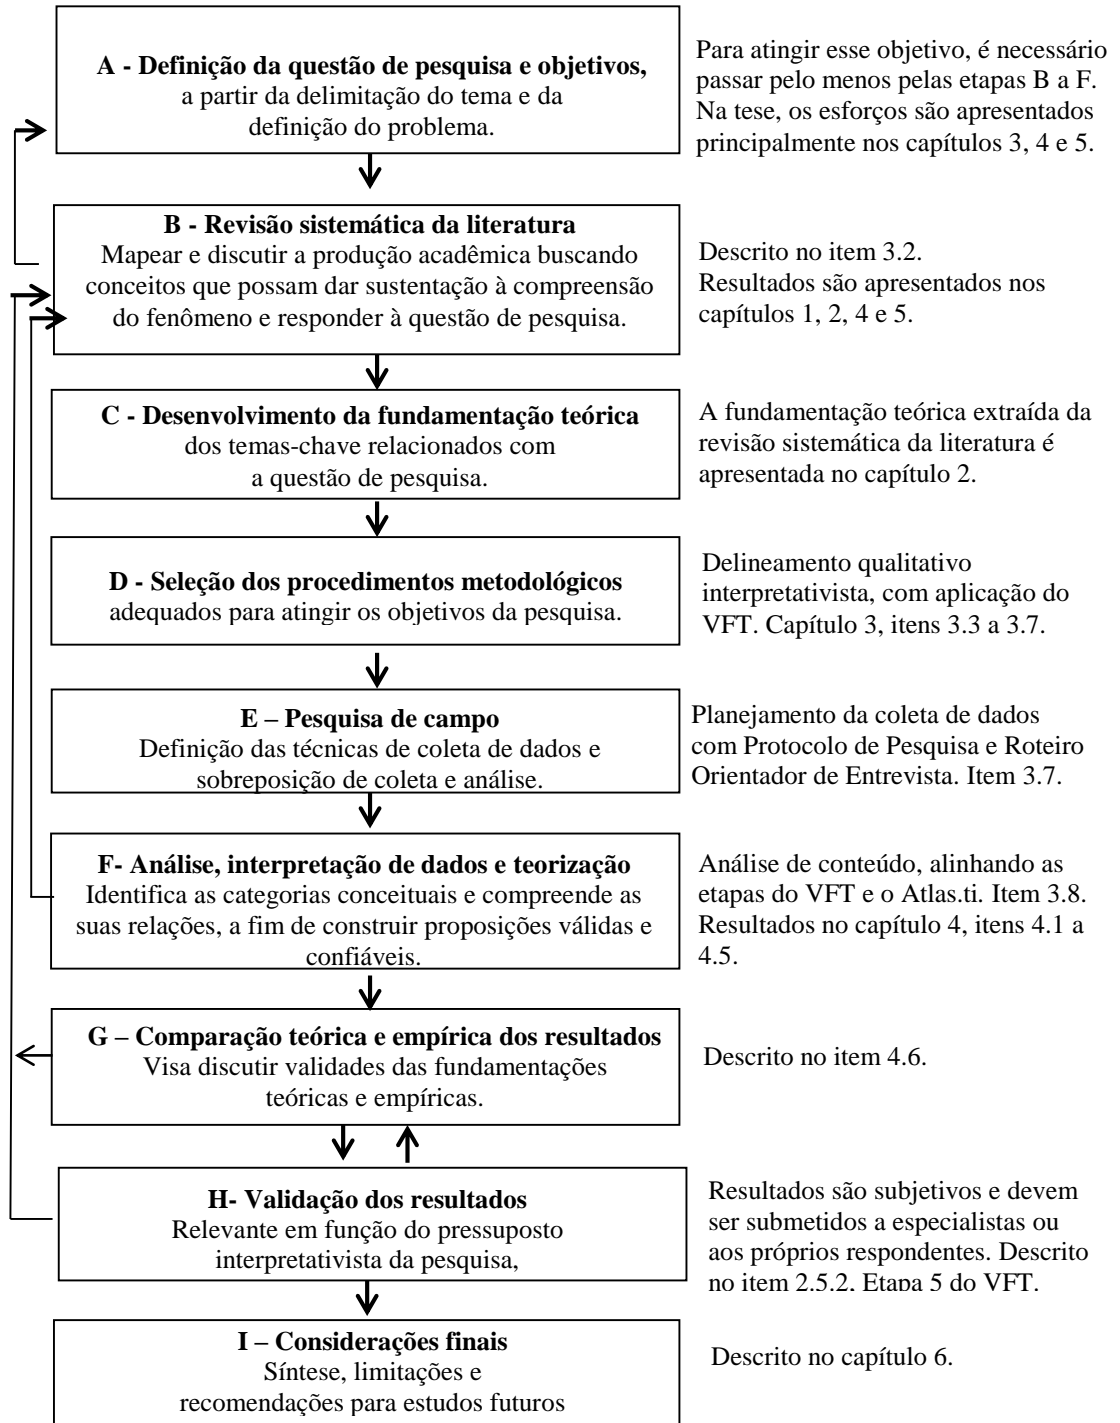 A - Definição da questão de pesquisa e objetivos,
a partir da delimitação do tema e da
definição do problema.
Para atingir esse objetivo, é necessário
passar pelo menos pelas etapas B a F.
Na tese, os esforços são apresentados
principalmente nos capítulos 3, 4 e 5.
B - Revisão sistemática da literatura
Mapear e discutir a produção acadêmica buscando
conceitos que possam dar sustentação à compreensão
do fenômeno e responder à questão de pesquisa.
Descrito no item 3.2.
Resultados são apresentados nos
capítulos 1, 2, 4 e 5.
C - Desenvolvimento da fundamentação teórica
dos temas-chave relacionados com
a questão de pesquisa.
A fundamentação teórica extraída da
revisão sistemática da literatura é
apresentada no capítulo 2.
D - Seleção dos procedimentos metodológicos
adequados para atingir os objetivos da pesquisa.
Delineamento qualitativo
interpretativista, com aplicação do
VFT. Capítulo 3, itens 3.3 a 3.7.
E – Pesquisa de campo
Definição das técnicas de coleta de dados e
sobreposição de coleta e análise.
Planejamento da coleta de dados
com Protocolo de Pesquisa e Roteiro
Orientador de Entrevista. Item 3.7.
F- Análise, interpretação de dados e teorização
Identifica as categorias conceituais e compreende as
suas relações, a fim de construir proposições válidas e
confiáveis.
Análise de conteúdo, alinhando as
etapas do VFT e o Atlas.ti. Item 3.8.
Resultados no capítulo 4, itens 4.1 a
4.5.
G – Comparação teórica e empírica dos resultados
Visa discutir validades das fundamentações
teóricas e empíricas.
Descrito no item 4.6.
H- Validação dos resultados
Relevante em função do pressuposto
interpretativista da pesquisa,
Resultados são subjetivos e devem
ser submetidos a especialistas ou
aos próprios respondentes. Descrito
no item 2.5.2. Etapa 5 do VFT.
I – Considerações finais
Síntese, limitações e
recomendações para estudos futuros
Descrito no capítulo 6.